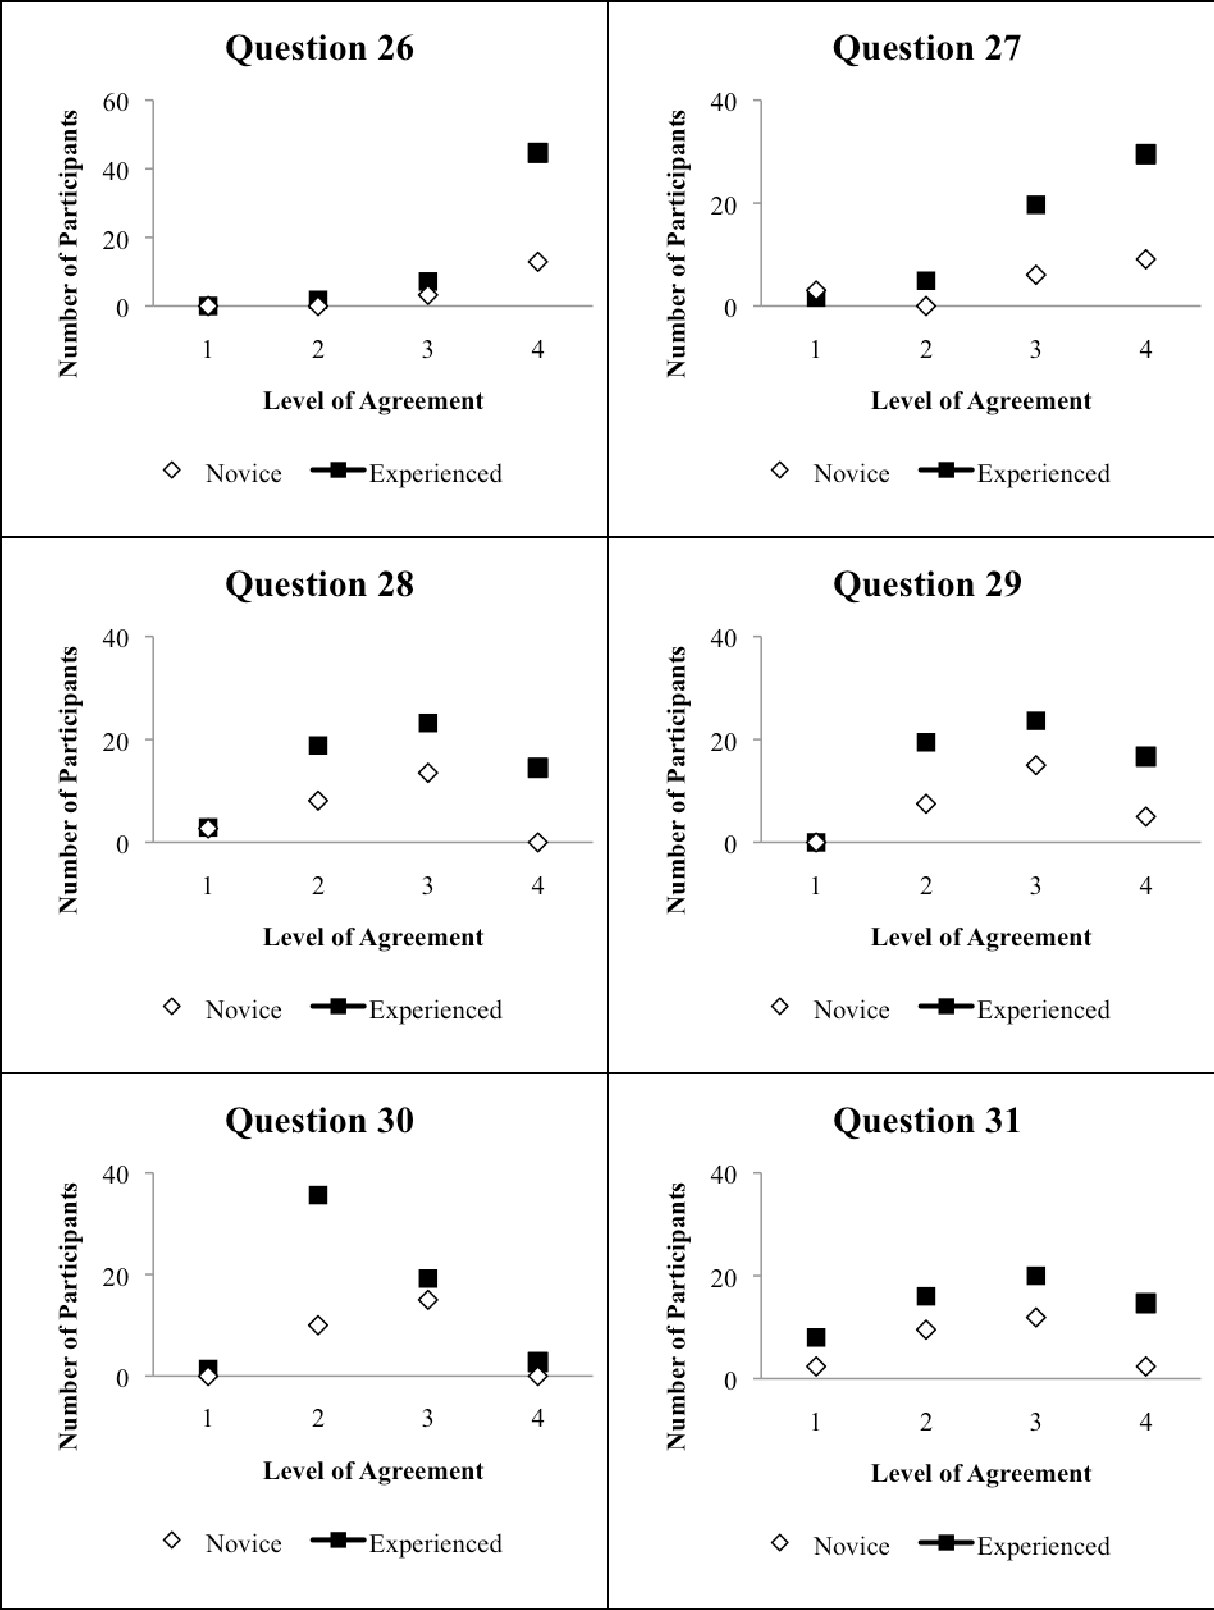 Question 26
60
40
20
0
Number of Participants
1 2 3 4
Level of Agreement
Novice Experienced
Question 27
40
20
0
Number of Participants
1 2 3 4
Level of Agreement
Novice Experienced
Question 28
40
20
0
Number of Participants
1 2 3 4
Level of Agreement
Novice Experienced
Question 29
40
20
0
Number of Participants
1 2 3 4
Level of Agreement
Novice Experienced
Question 30
40
20
0
Number of Participants
1 2 3 4
Level of Agreement
Novice Experienced
Question 31
40
20
0
Number of Participants
1 2 3 4
Level of Agreement
Novice Experienced